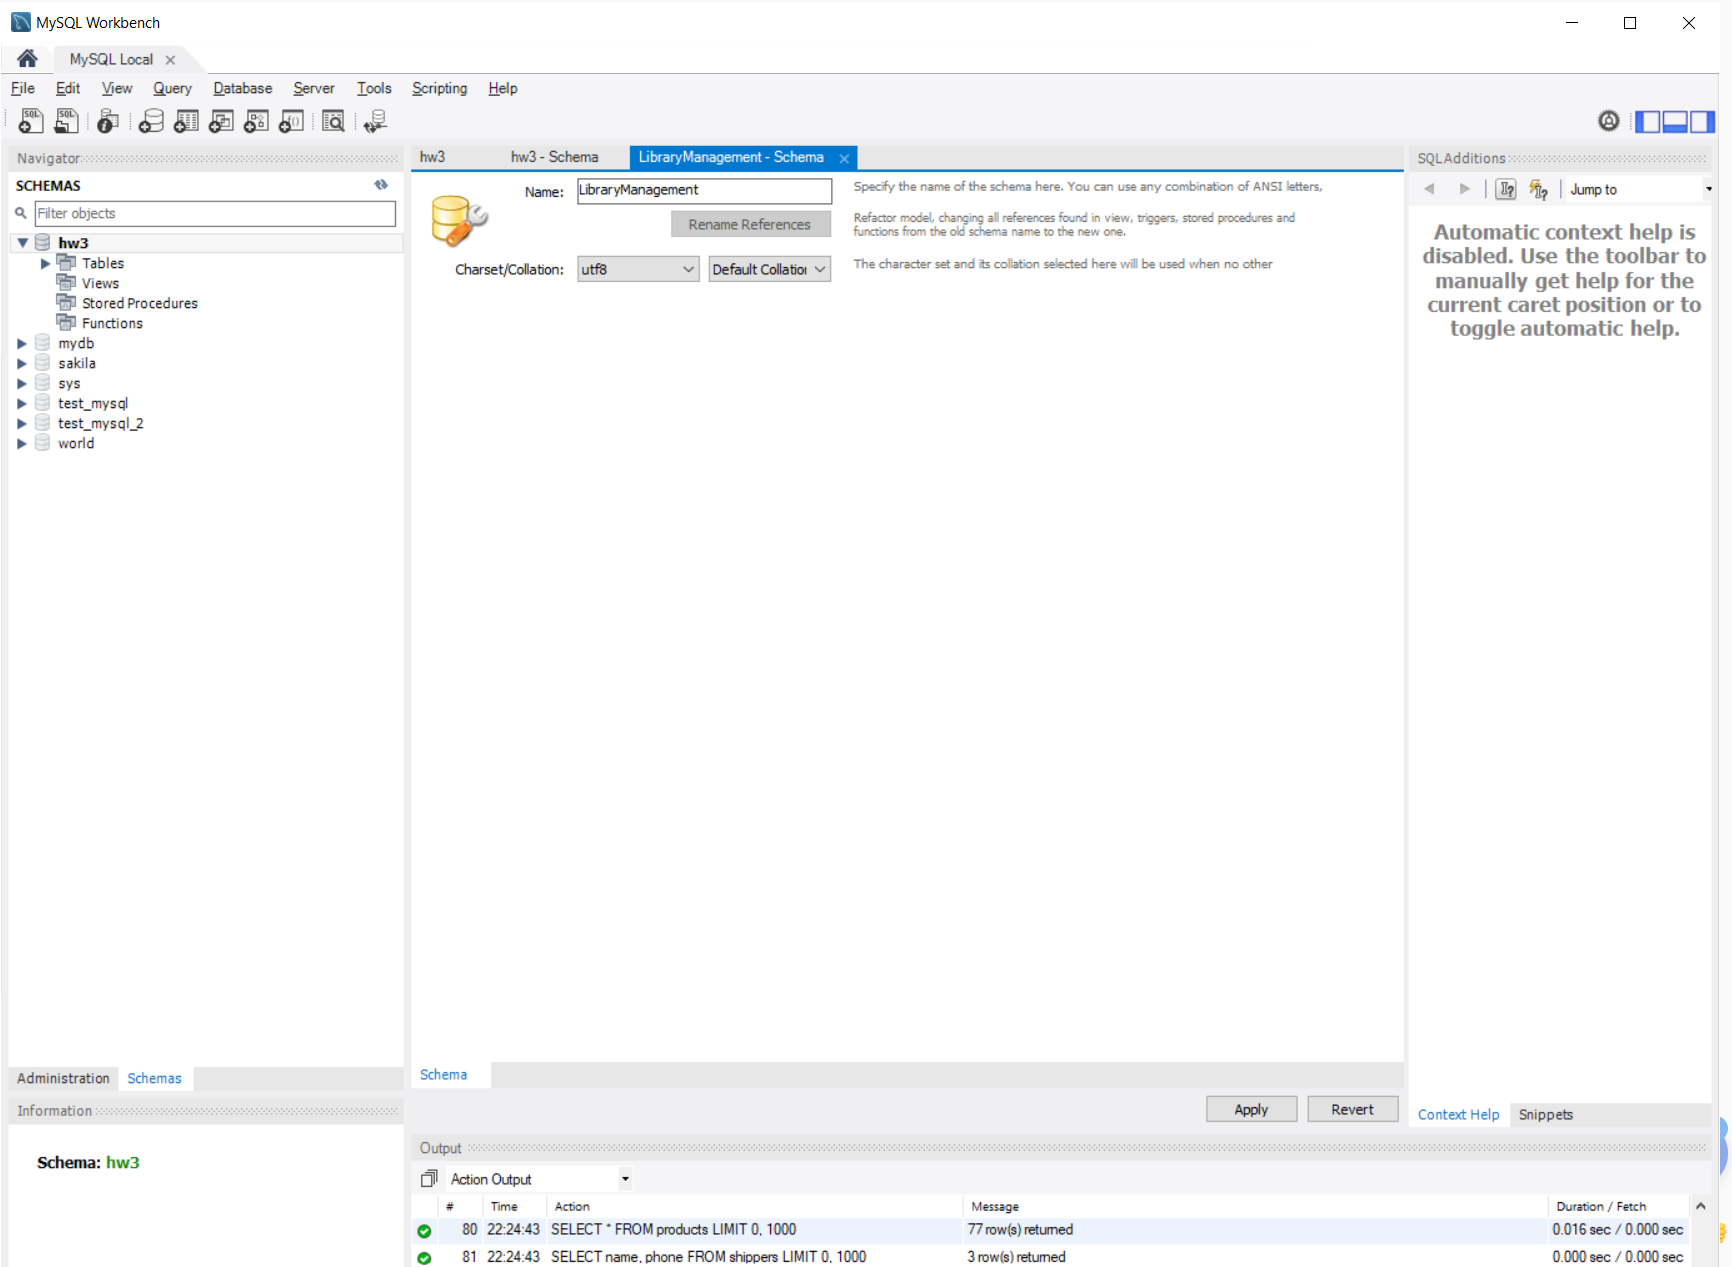 MySQL Workbench
MySQL Local
File Edit View Query Database Server Tools Scripting Help
Navigator
SCHEMAS
Filter objects
hw3
Tables
Views
Stored Procedures
Functions
mydb
sakila
sys
test_mysql
test_mysql_2
world
Administration Schemas
Information
Schema: hw3
hw3 hw3 - Schema LibraryManagement - Schema
Name: LibraryManagement
Specify the name of the schema here. You can use any combination of ANSI letters,
Rename References
Refactor model, changing all references found in view, triggers, stored procedures and
functions from the old schema name to the new one.
Charset/Collation: utf8 Default Collation
The character set and its collation selected here will be used when no other
Schema
Apply Revert
SQLAdditions
Jump to
Automatic context help is
disabled. Use the toolbar to
manually get help for the
current caret position or to
toggle automatic help.
Context Help Snippets
Output
Action Output
# Time Action Message Duration / Fetch
80 22:24:43 SELECT * FROM products LIMIT 0, 1000 77 row(s) returned 0.016 sec / 0.000 sec
81 22:24:43 SELECT name, phone FROM shippers LIMIT 0, 1000 3 row(s) returned 0.000 sec / 0.000 sec